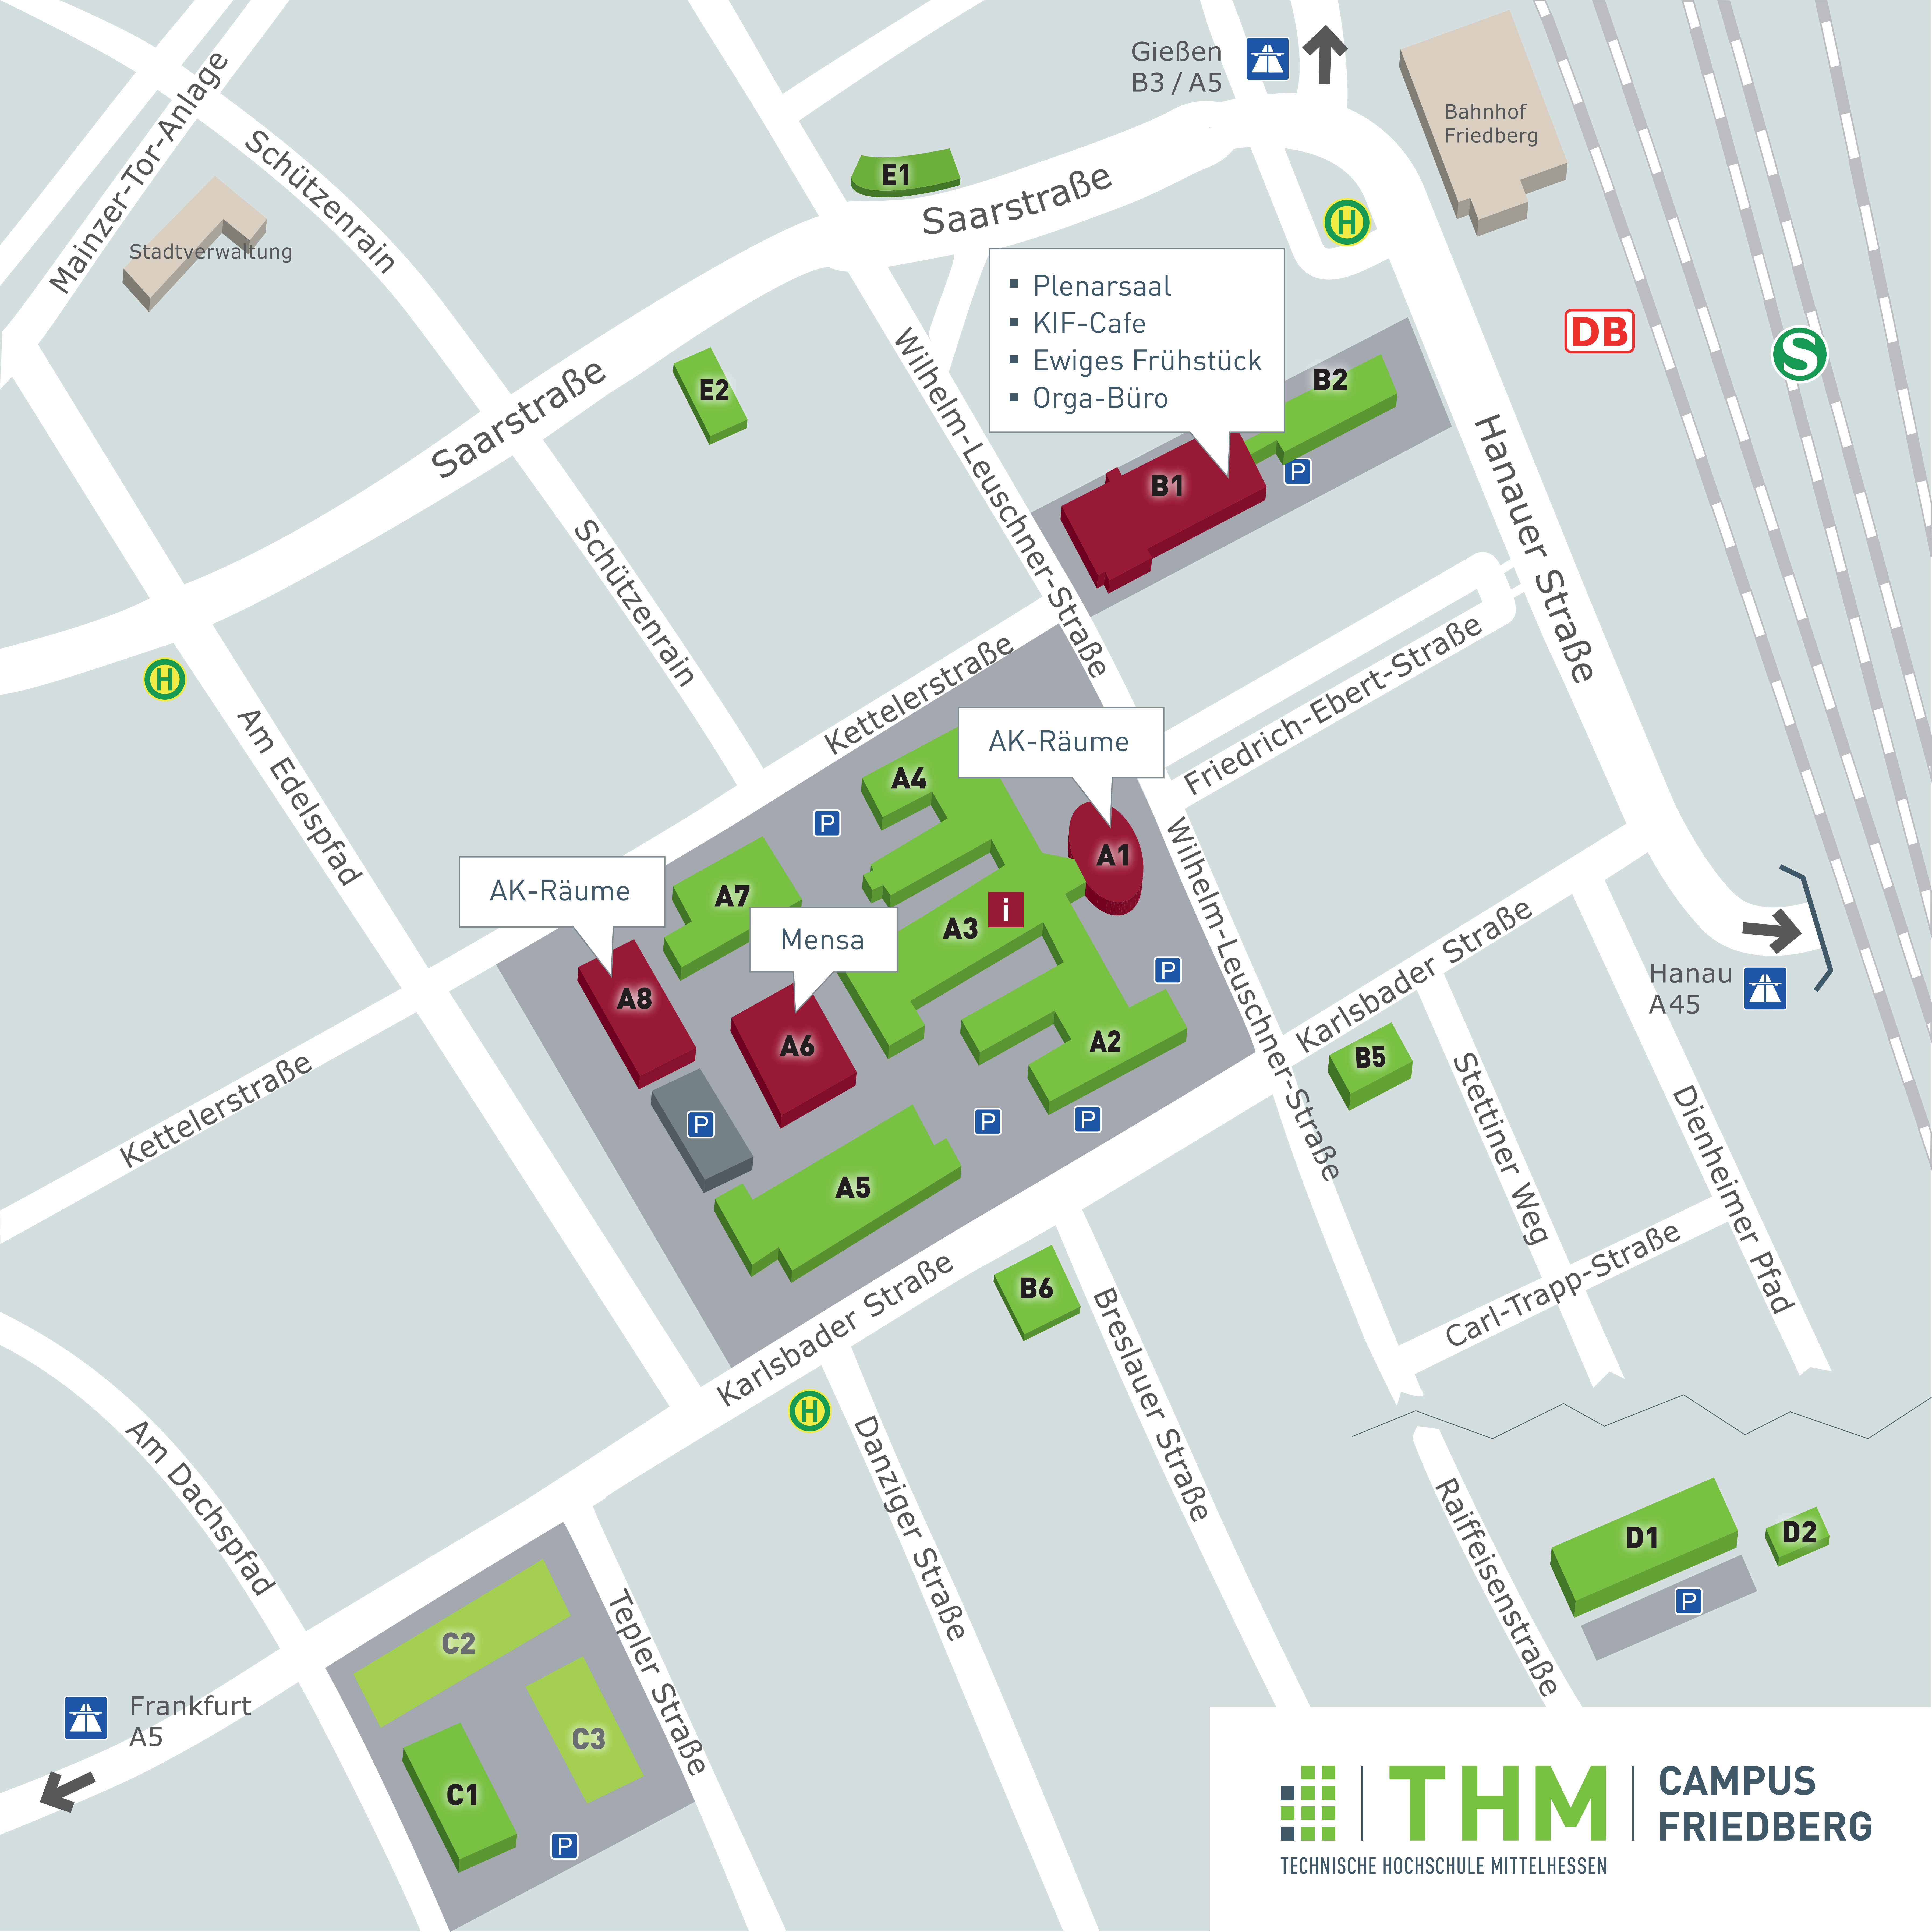 Gießen
B3 / A5
Bahnhof
Friedberg
Mainzer-Tor-Anlage
Schützenrain
Stadtverwaltung
E1
Saarstraße
H
Plenarsaal
KIF-Cafe
Ewiges Frühstück
Orga-Büro
DB
S
E2
Saarstraße
Wilhelm-Leuschner-Straße
B2
P
B1
Hanauer Straße
Schützenrain
H
Kettelerstraße
Friedrich-Ebert-Straße
Am Edelspfad
AK-Räume
A4
P
A1
AK-Räume
A7
Mensa
A3
i
Wilhelm-Leuschner-Straße
Karlsbader Straße
Hanau
A45
P
A8
A6
A2
B5
Kettelerstraße
P
P
P
Stettiner Weg
Dienheimer Pfad
A5
Carl-Trapp-Straße
Karlsbader Straße
B6
Breslauer Straße
H
Am Dachspfad
Danziger Straße
Raiffeisenstraße
D1
D2
P
C2
Tepler Straße
C3
Frankfurt
A5
C1
P
THM
CAMPUS
FRIEDBERG
TECHNISCHE HOCHSCHULE MITTELHESSEN